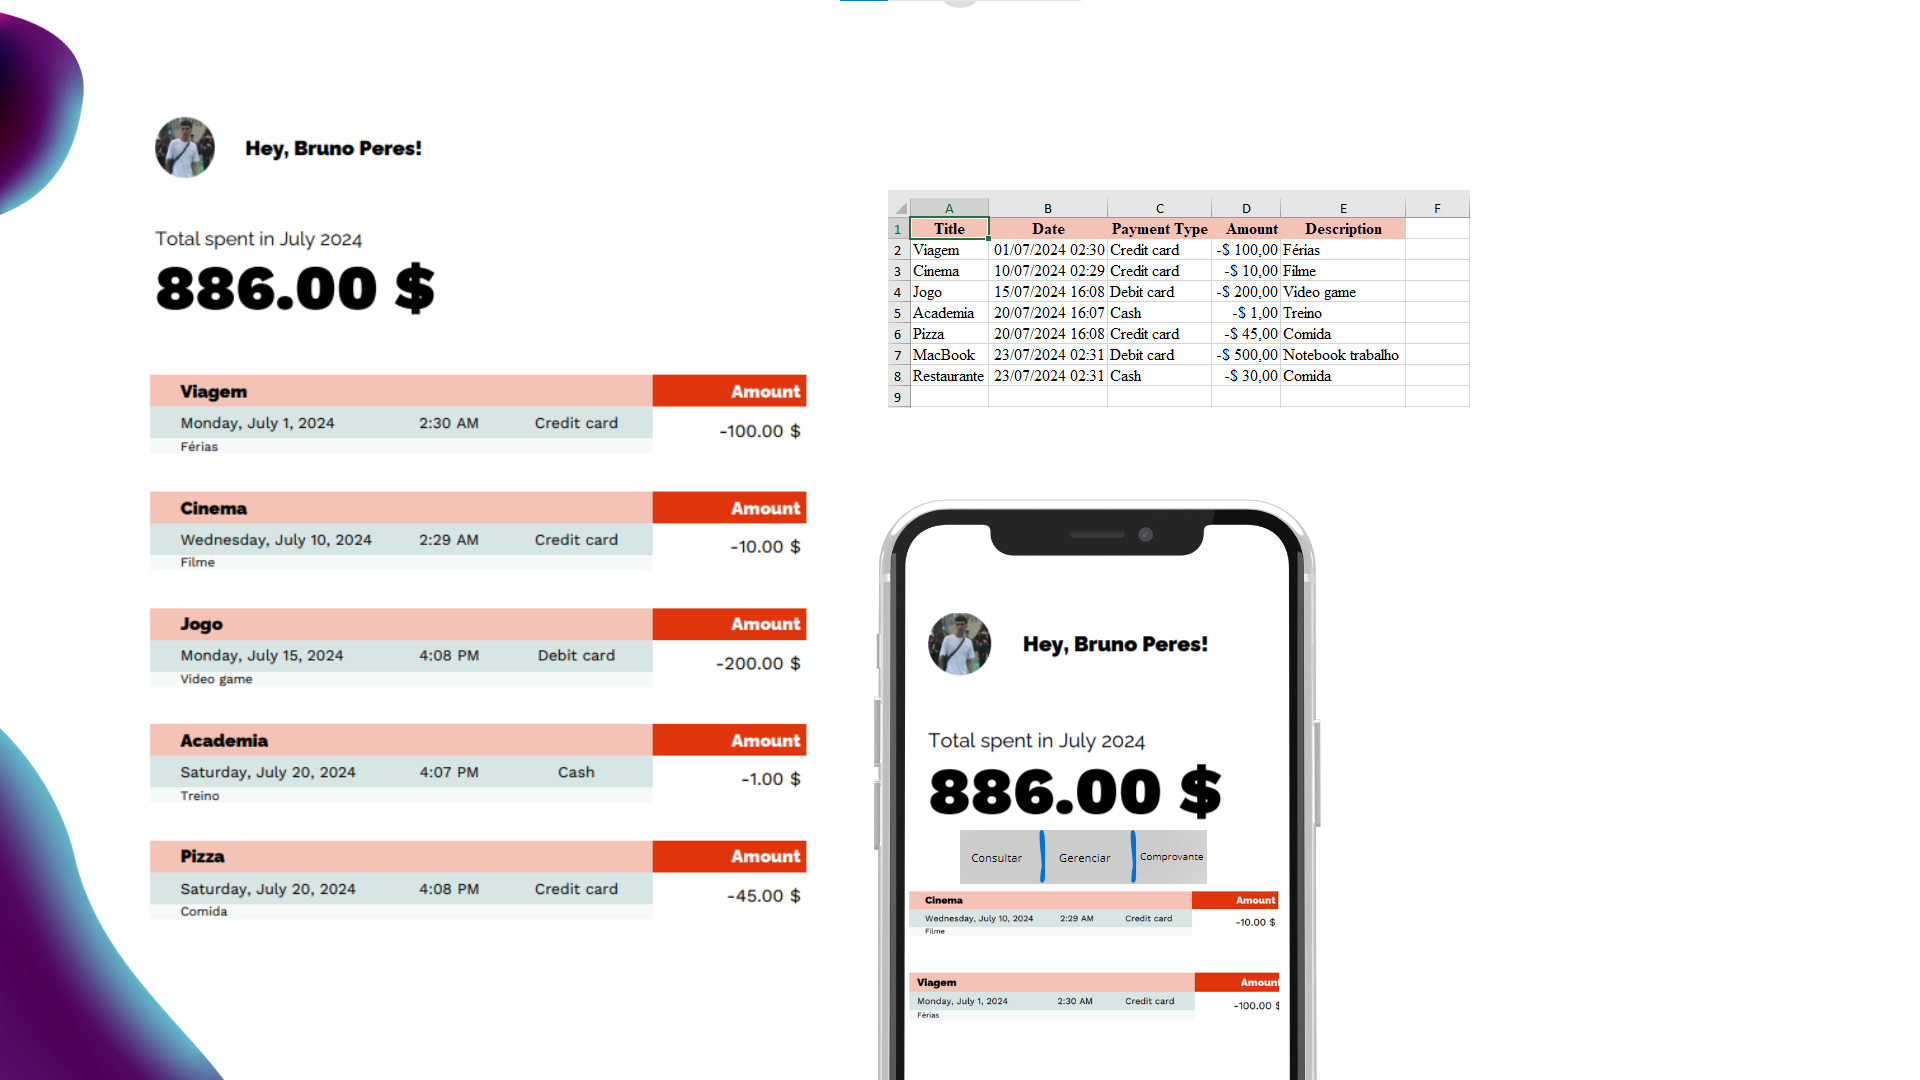 Hey, Bruno Peres!
Total spent in July 2024
886.00 $
Viagem Amount
Monday, July 1, 2024 2:30 AM Credit card -100.00 $
Férias
Cinema Amount
Wednesday, July 10, 2024 2:29 AM Credit card -10.00 $
Filme
Jogo Amount
Monday, July 15, 2024 4:08 PM Debit card -200.00 $
Video game
Academia Amount
Saturday, July 20, 2024 4:07 PM Cash -1.00 $
Treino
Pizza Amount
Saturday, July 20, 2024 4:08 PM Credit card -45.00 $
Comida
A B C D E F
1 Title Date Payment Type Amount Description
2 Viagem 01/07/2024 02:30 Credit card -$ 100,00 Férias
3 Cinema 10/07/2024 02:29 Credit card -$ 10,00 Filme
4 Jogo 15/07/2024 16:08 Debit card -$ 200,00 Video game
5 Academia 20/07/2024 16:07 Cash -$ 1,00 Treino
6 Pizza 20/07/2024 16:08 Credit card -$ 45,00 Comida
7 MacBook 23/07/2024 02:31 Debit card -$ 500,00 Notebook trabalho
8 Restaurante 23/07/2024 02:31 Cash -$ 30,00 Comida
9
Hey, Bruno Peres!
Total spent in July 2024
886.00 $
Consultar Gerenciar Comprovante
Cinema Amount
Wednesday, July 10, 2024 2:29 AM Credit card -10.00 $
Filme
Viagem Amount
Monday, July 1, 2024 2:30 AM Credit card -100.00 $
Férias